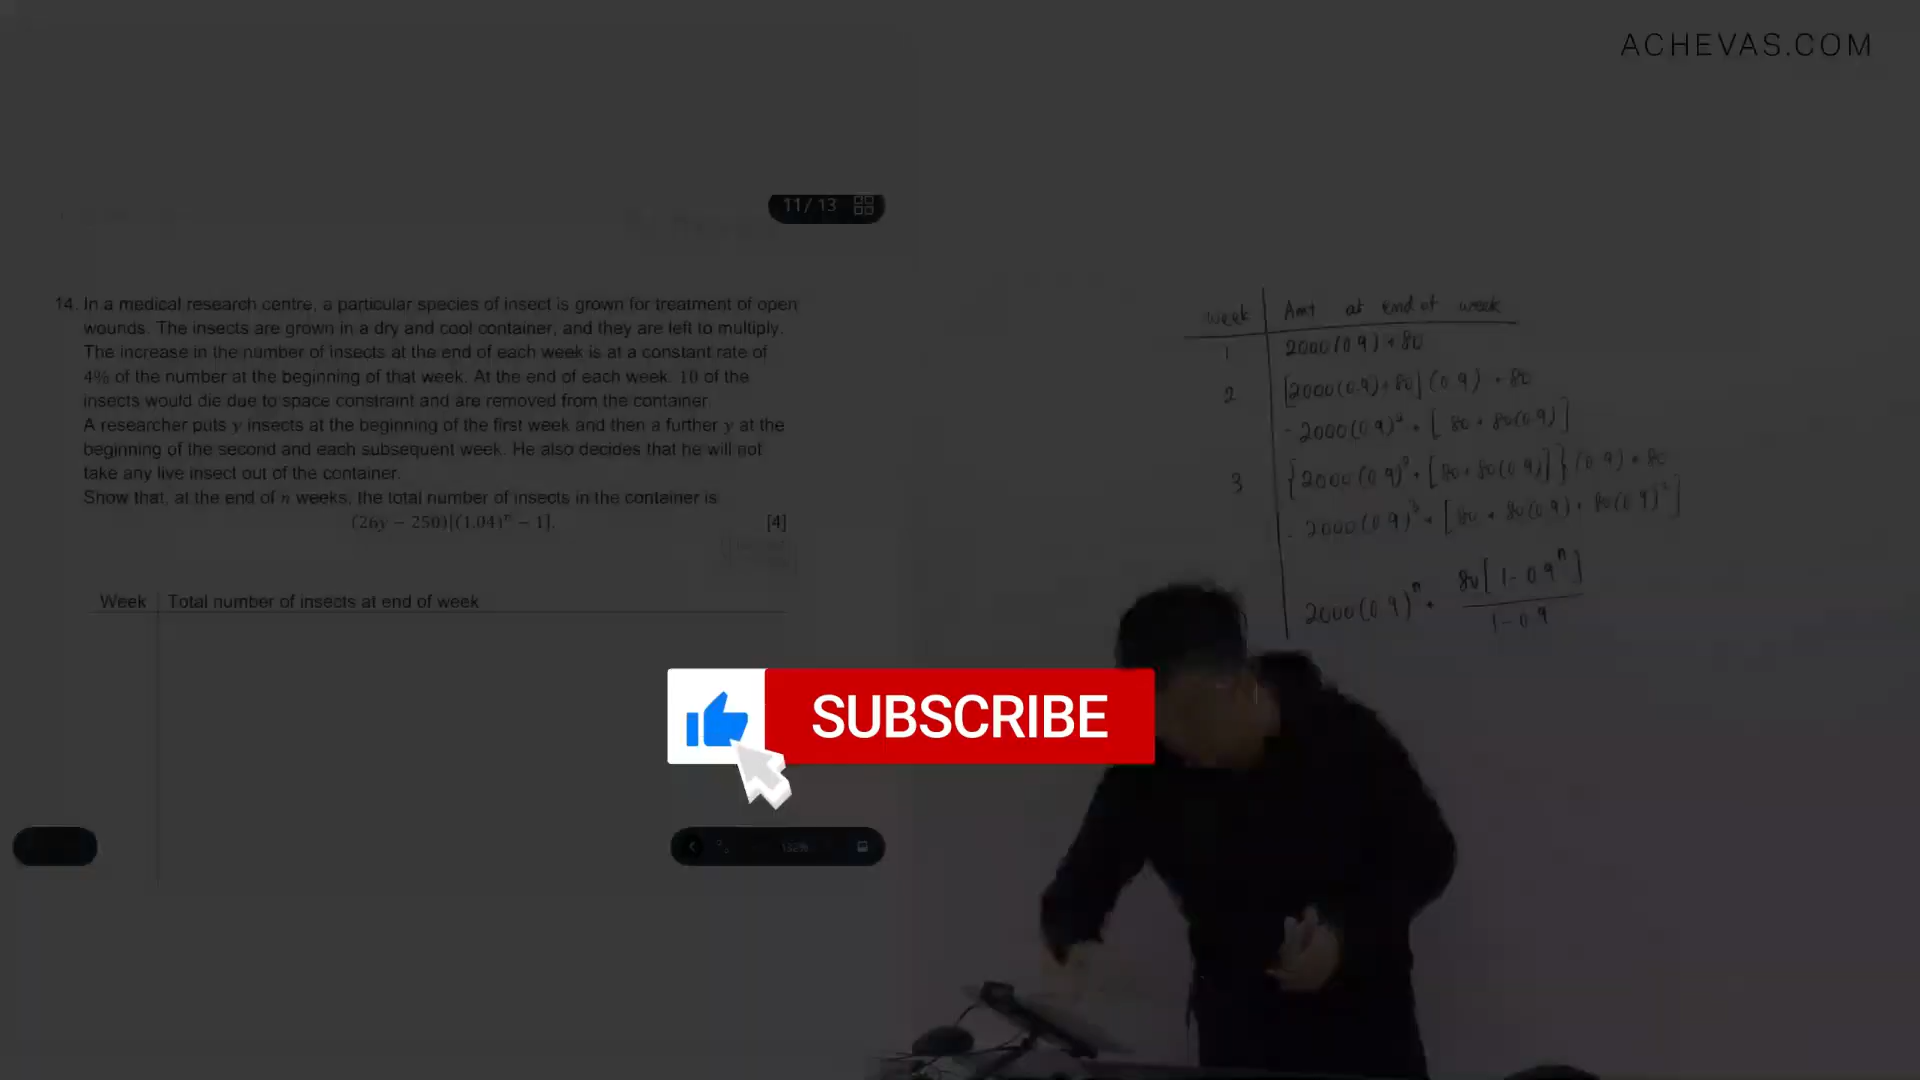 ACHEVAS.COM
11/ 13
14. In a medical research centre, a particular species of insect is grown for treatment of open
wounds. The insects are grown in a dry and cool container, and they are left to multiply.
The increase in the number of insects at the end of each week is at a constant rate of
4% of the number at the beginning of that week. At the end of each week, 10 of the
insects would die due to space constraint and are removed from the container.
A researcher puts y insects at the beginning of the first week and then a further y at the
beginning of the second and each subsequent week. He also decides that he will not
take any live insect out of the container.
Show that, at the end of n weeks, the total number of insects in the container is
(26y − 250)[(1.04)ⁿ − 1].
[4]
Week Total number of insects at end of week
132%
week Amt at end of week
1 2000(0.9) + 80
2 [2000(0.9) + 80](0.9) + 80
= 2000(0.9)² + [80 + 80(0.9)]
3 {2000(0.9)² + [80 + 80(0.9)]}(0.9) + 80
= 2000(0.9)³ + [80 + 80(0.9) + 80(0.9)²]
2000(0.9)ⁿ + 80[1 - 0.9ⁿ]
1 - 0.9
SUBSCRIBE